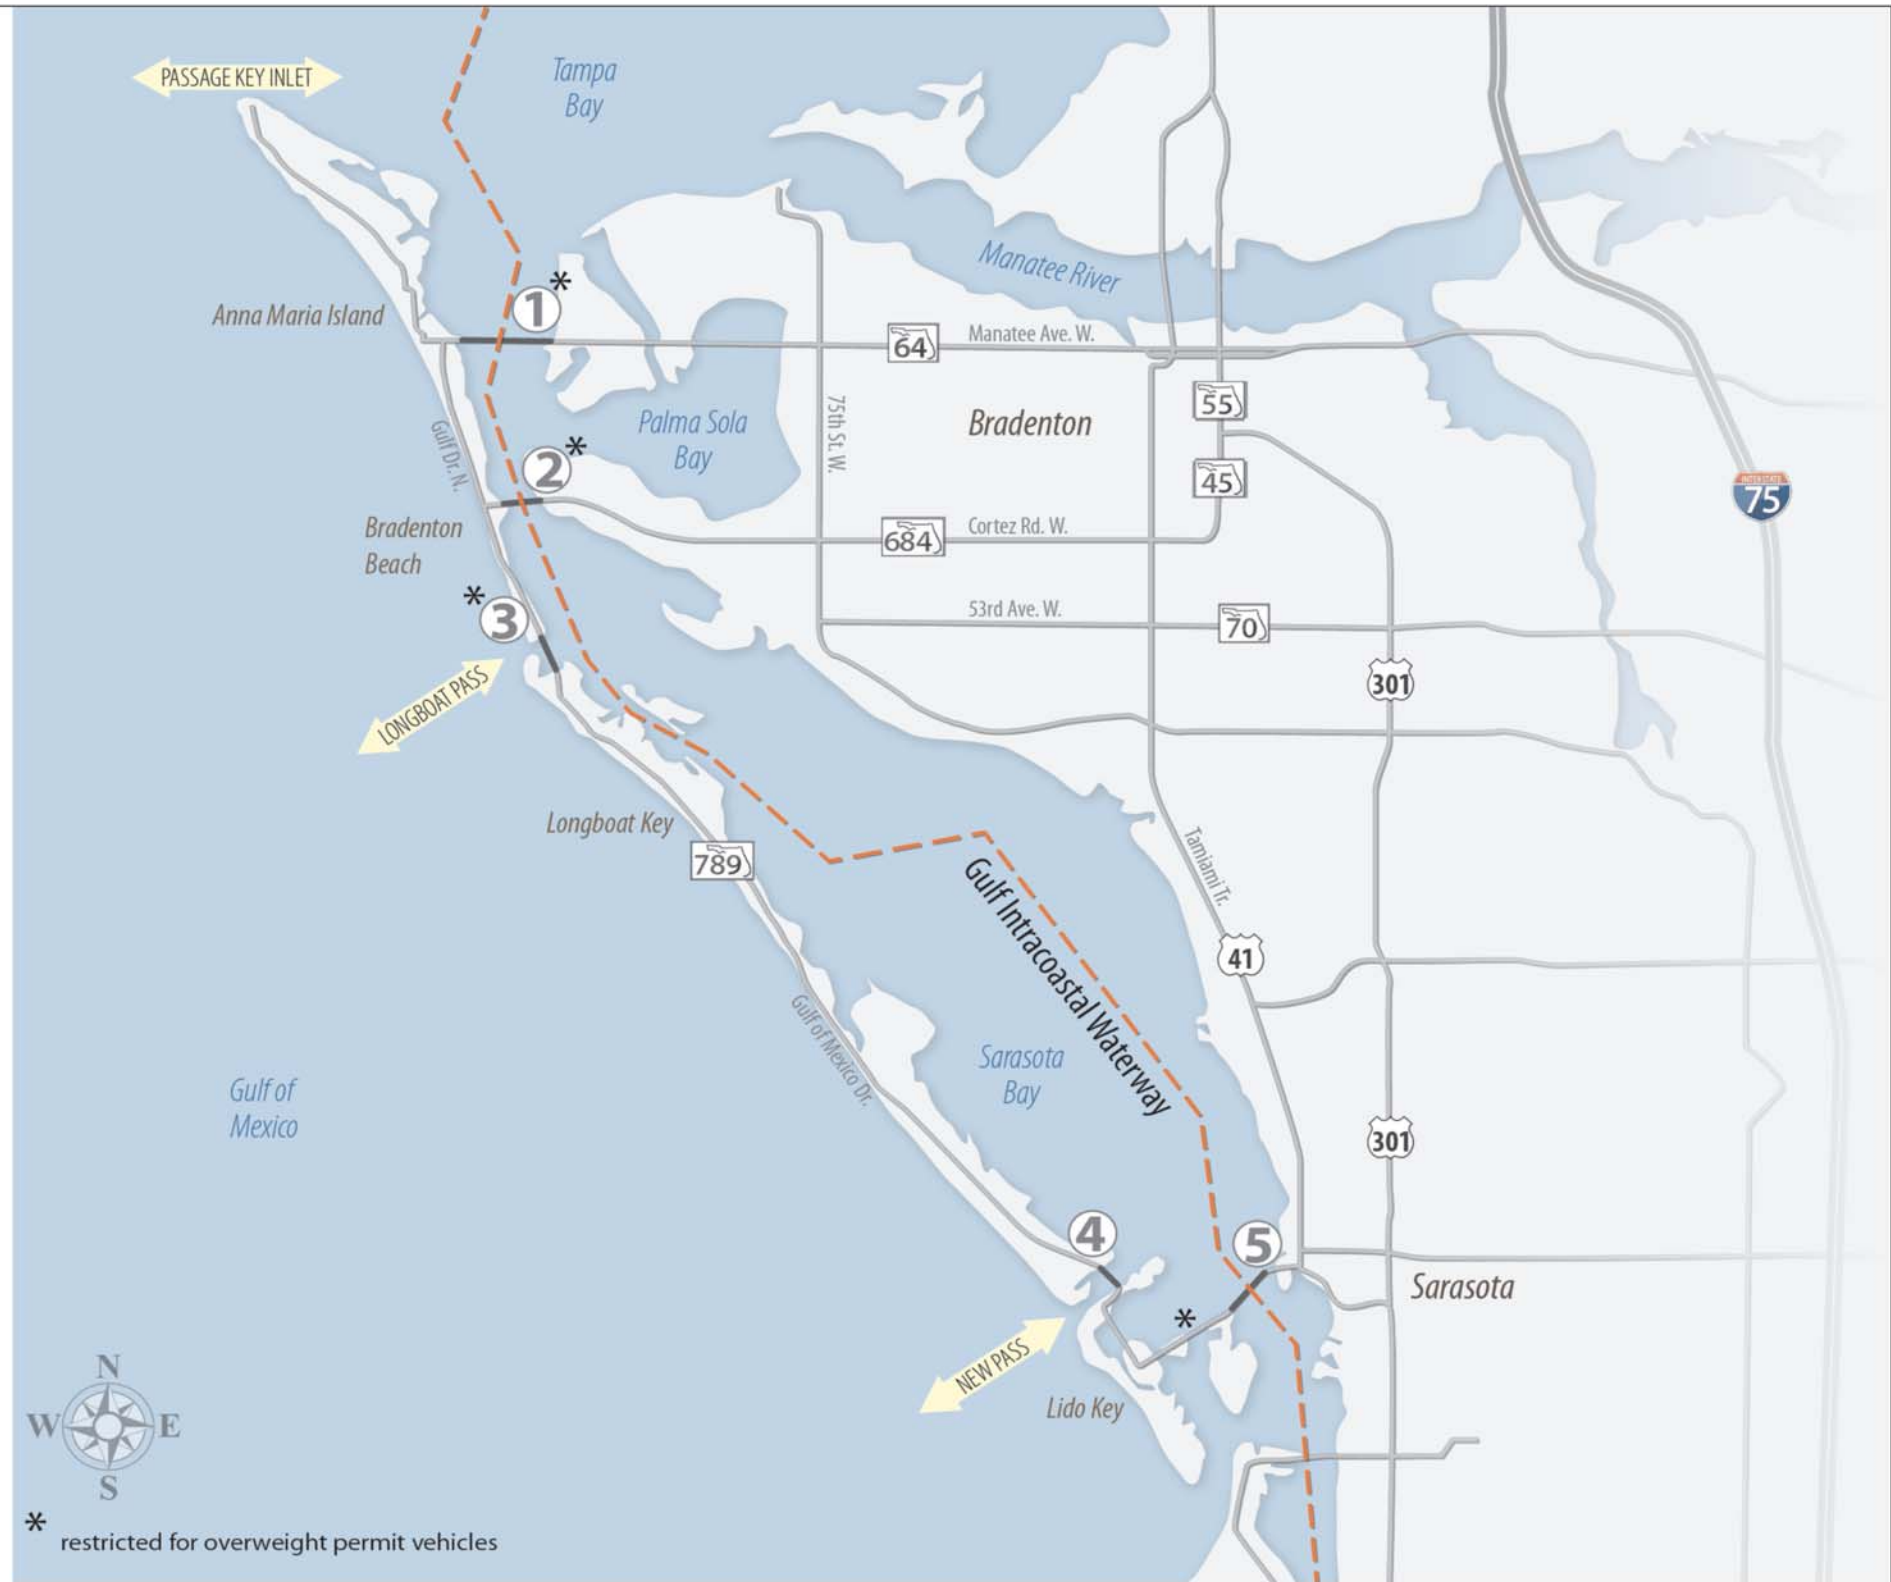 PASSAGE KEY INLET
Tampa
Bay
Manatee River
*
1
Anna Maria Island
64
Manatee Ave. W.
55
Gulf Dr. N.
Palma Sola
Bay
75th St. W.
Bradenton
*
2
45
INTERSTATE
75
Bradenton
Beach
684
Cortez Rd. W.
*
3
53rd Ave. W.
70
301
LONGBOAT PASS
Longboat Key
789
Tamiami Tr.
Gulf Intracoastal Waterway
41
Gulf of Mexico Dr.
Sarasota
Bay
Gulf of
Mexico
301
4
5
Sarasota
*
NEW PASS
Lido Key
N
W E
S
*
restricted for overweight permit vehicles